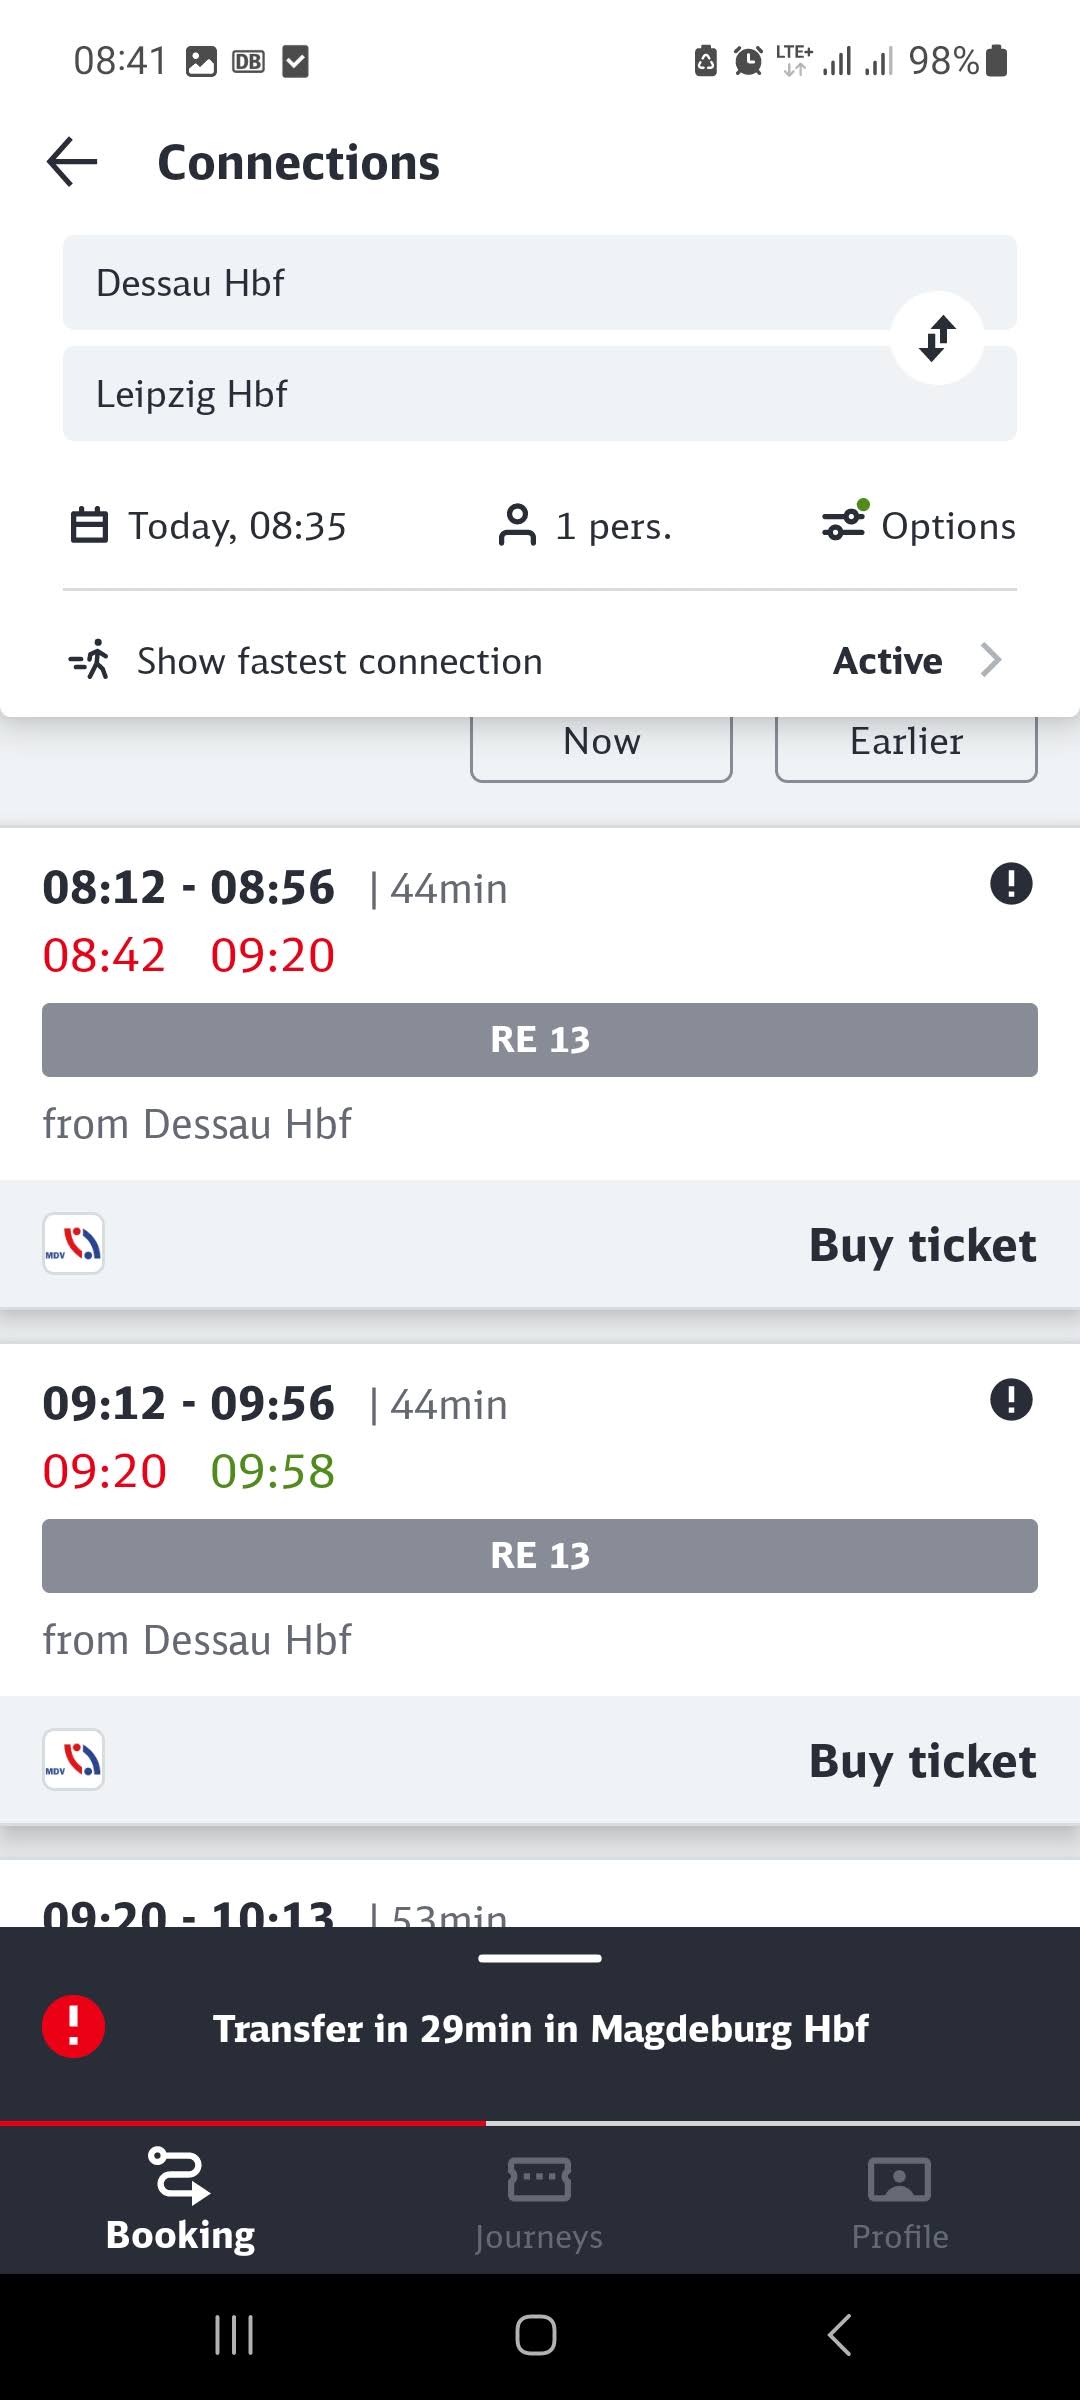 08:41 DB LTE+ 98%
Connections
Dessau Hbf
Leipzig Hbf
Today, 08:35 1 pers. Options
Show fastest connection Active
Now Earlier
08:12 - 08:56 | 44min
08:42 09:20
RE 13
from Dessau Hbf
MDV Buy ticket
09:12 - 09:56 | 44min
09:20 09:58
RE 13
from Dessau Hbf
MDV Buy ticket
09:20 - 10:13 | 53min
Transfer in 29min in Magdeburg Hbf
Booking Journeys Profile